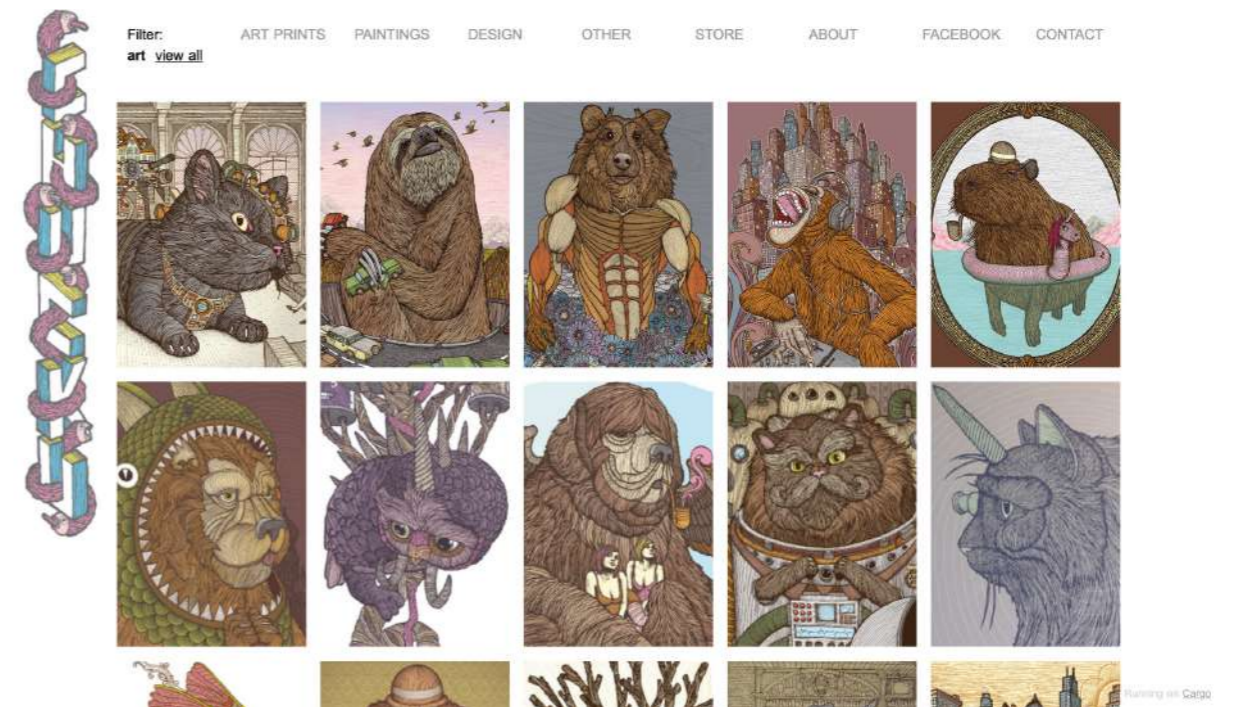 Filter:
art view all
ART PRINTS
PAINTINGS
DESIGN
OTHER
STORE
ABOUT
FACEBOOK
CONTACT
Running on Cargo